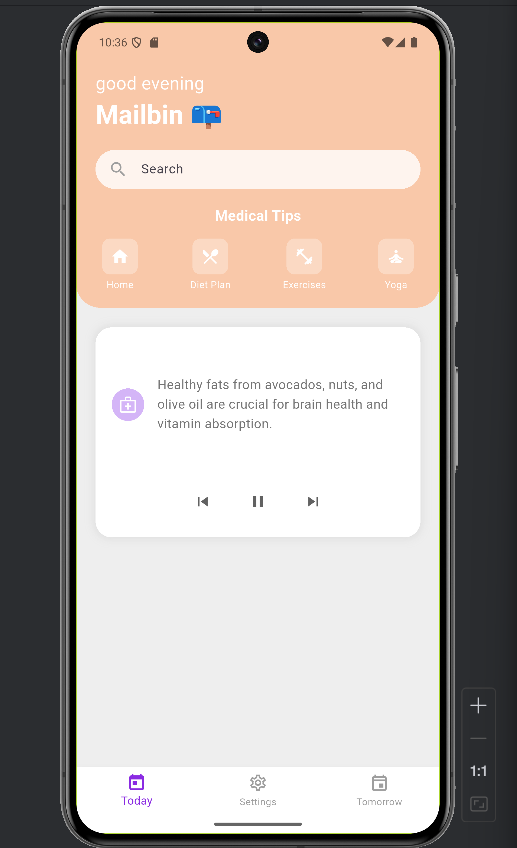 10:36
good evening
Mailbin
Search
Medical Tips
Home Diet Plan Exercises Yoga
Healthy fats from avocados, nuts, and
olive oil are crucial for brain health and
vitamin absorption.
Today Settings Tomorrow
1:1